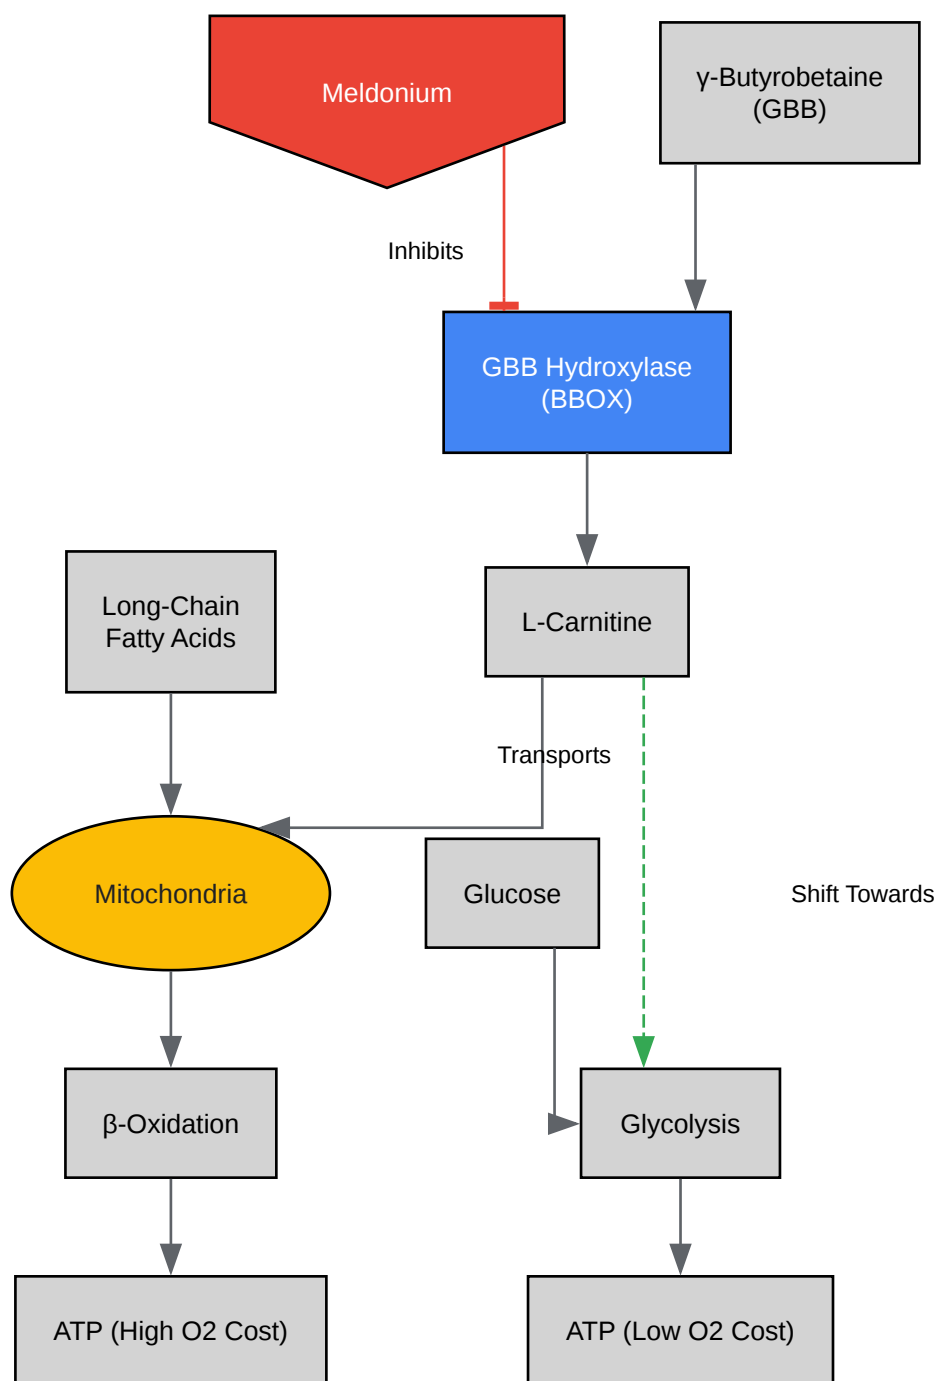 Meldonium
γ-Butyrobetaine
(GBB)
Inhibits
GBB Hydroxylase
(BBOX)
Long-Chain
Fatty Acids
L-Carnitine
Transports
Mitochondria
Glucose
Shift Towards
β-Oxidation
Glycolysis
ATP (High O2 Cost)
ATP (Low O2 Cost)